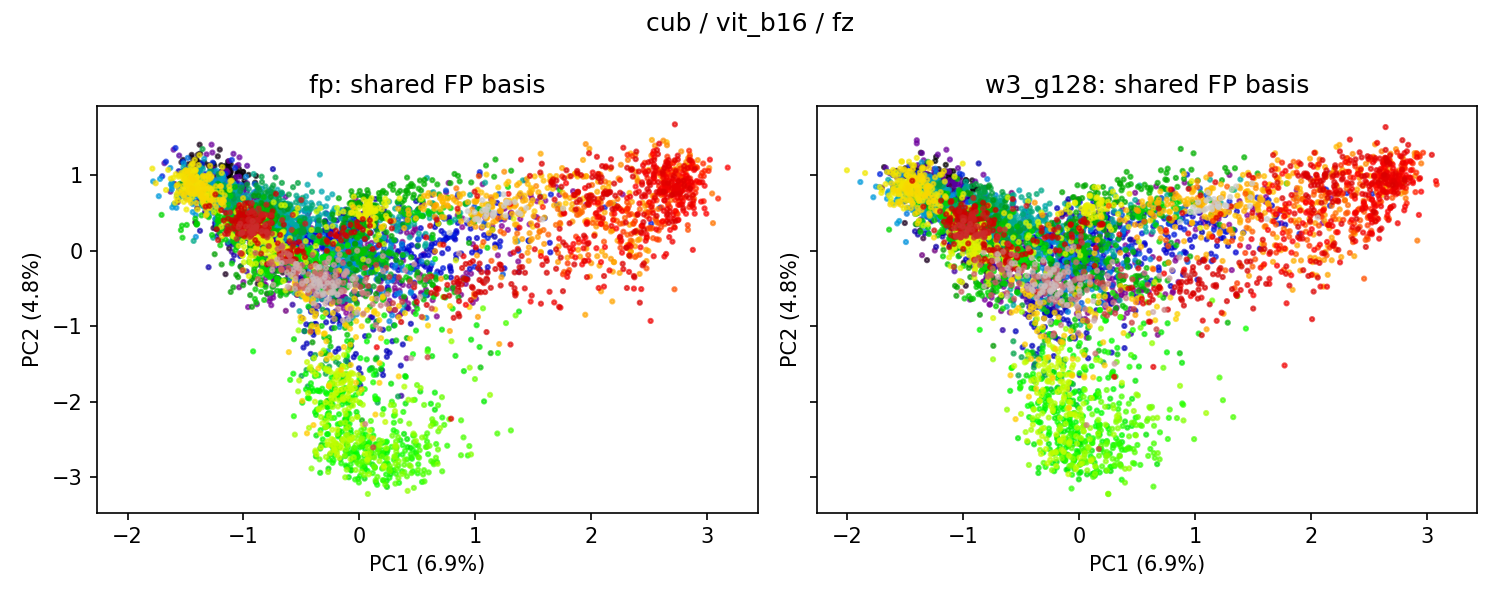 cub / vit_b16 / fz
fp: shared FP basis
w3_g128: shared FP basis
PC2 (4.8%)
1
0
−1
−2
−3
−2
−1
0
1
2
3
PC1 (6.9%)
PC2 (4.8%)
−2
−1
0
1
2
3
PC1 (6.9%)